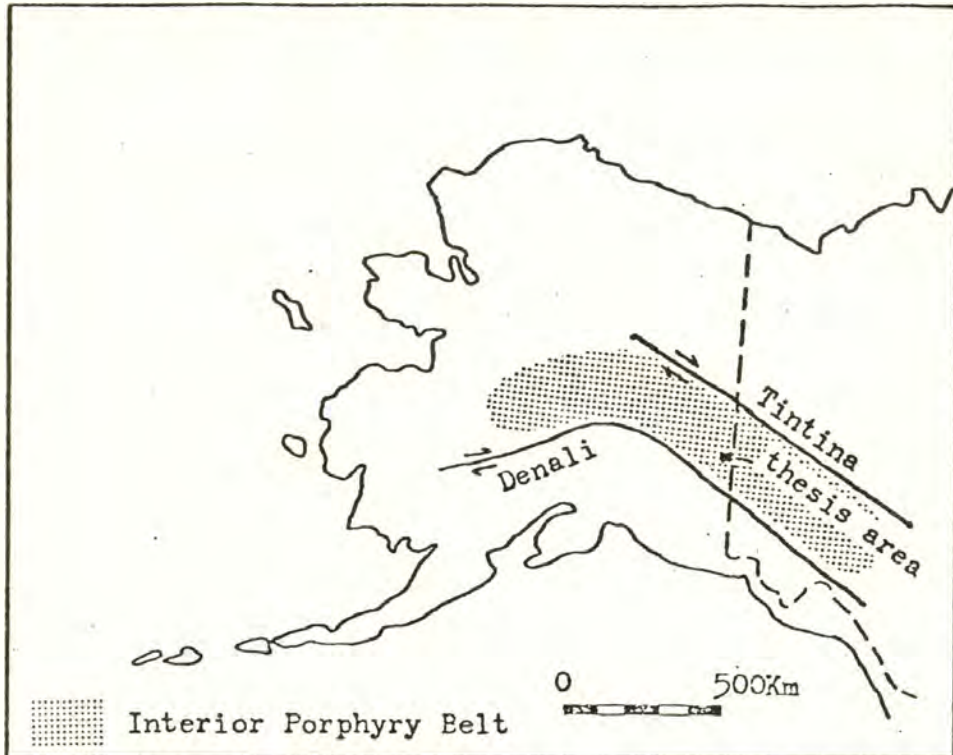 Tintina
thesis area
Denali
0 500Km
Interior Porphyry Belt